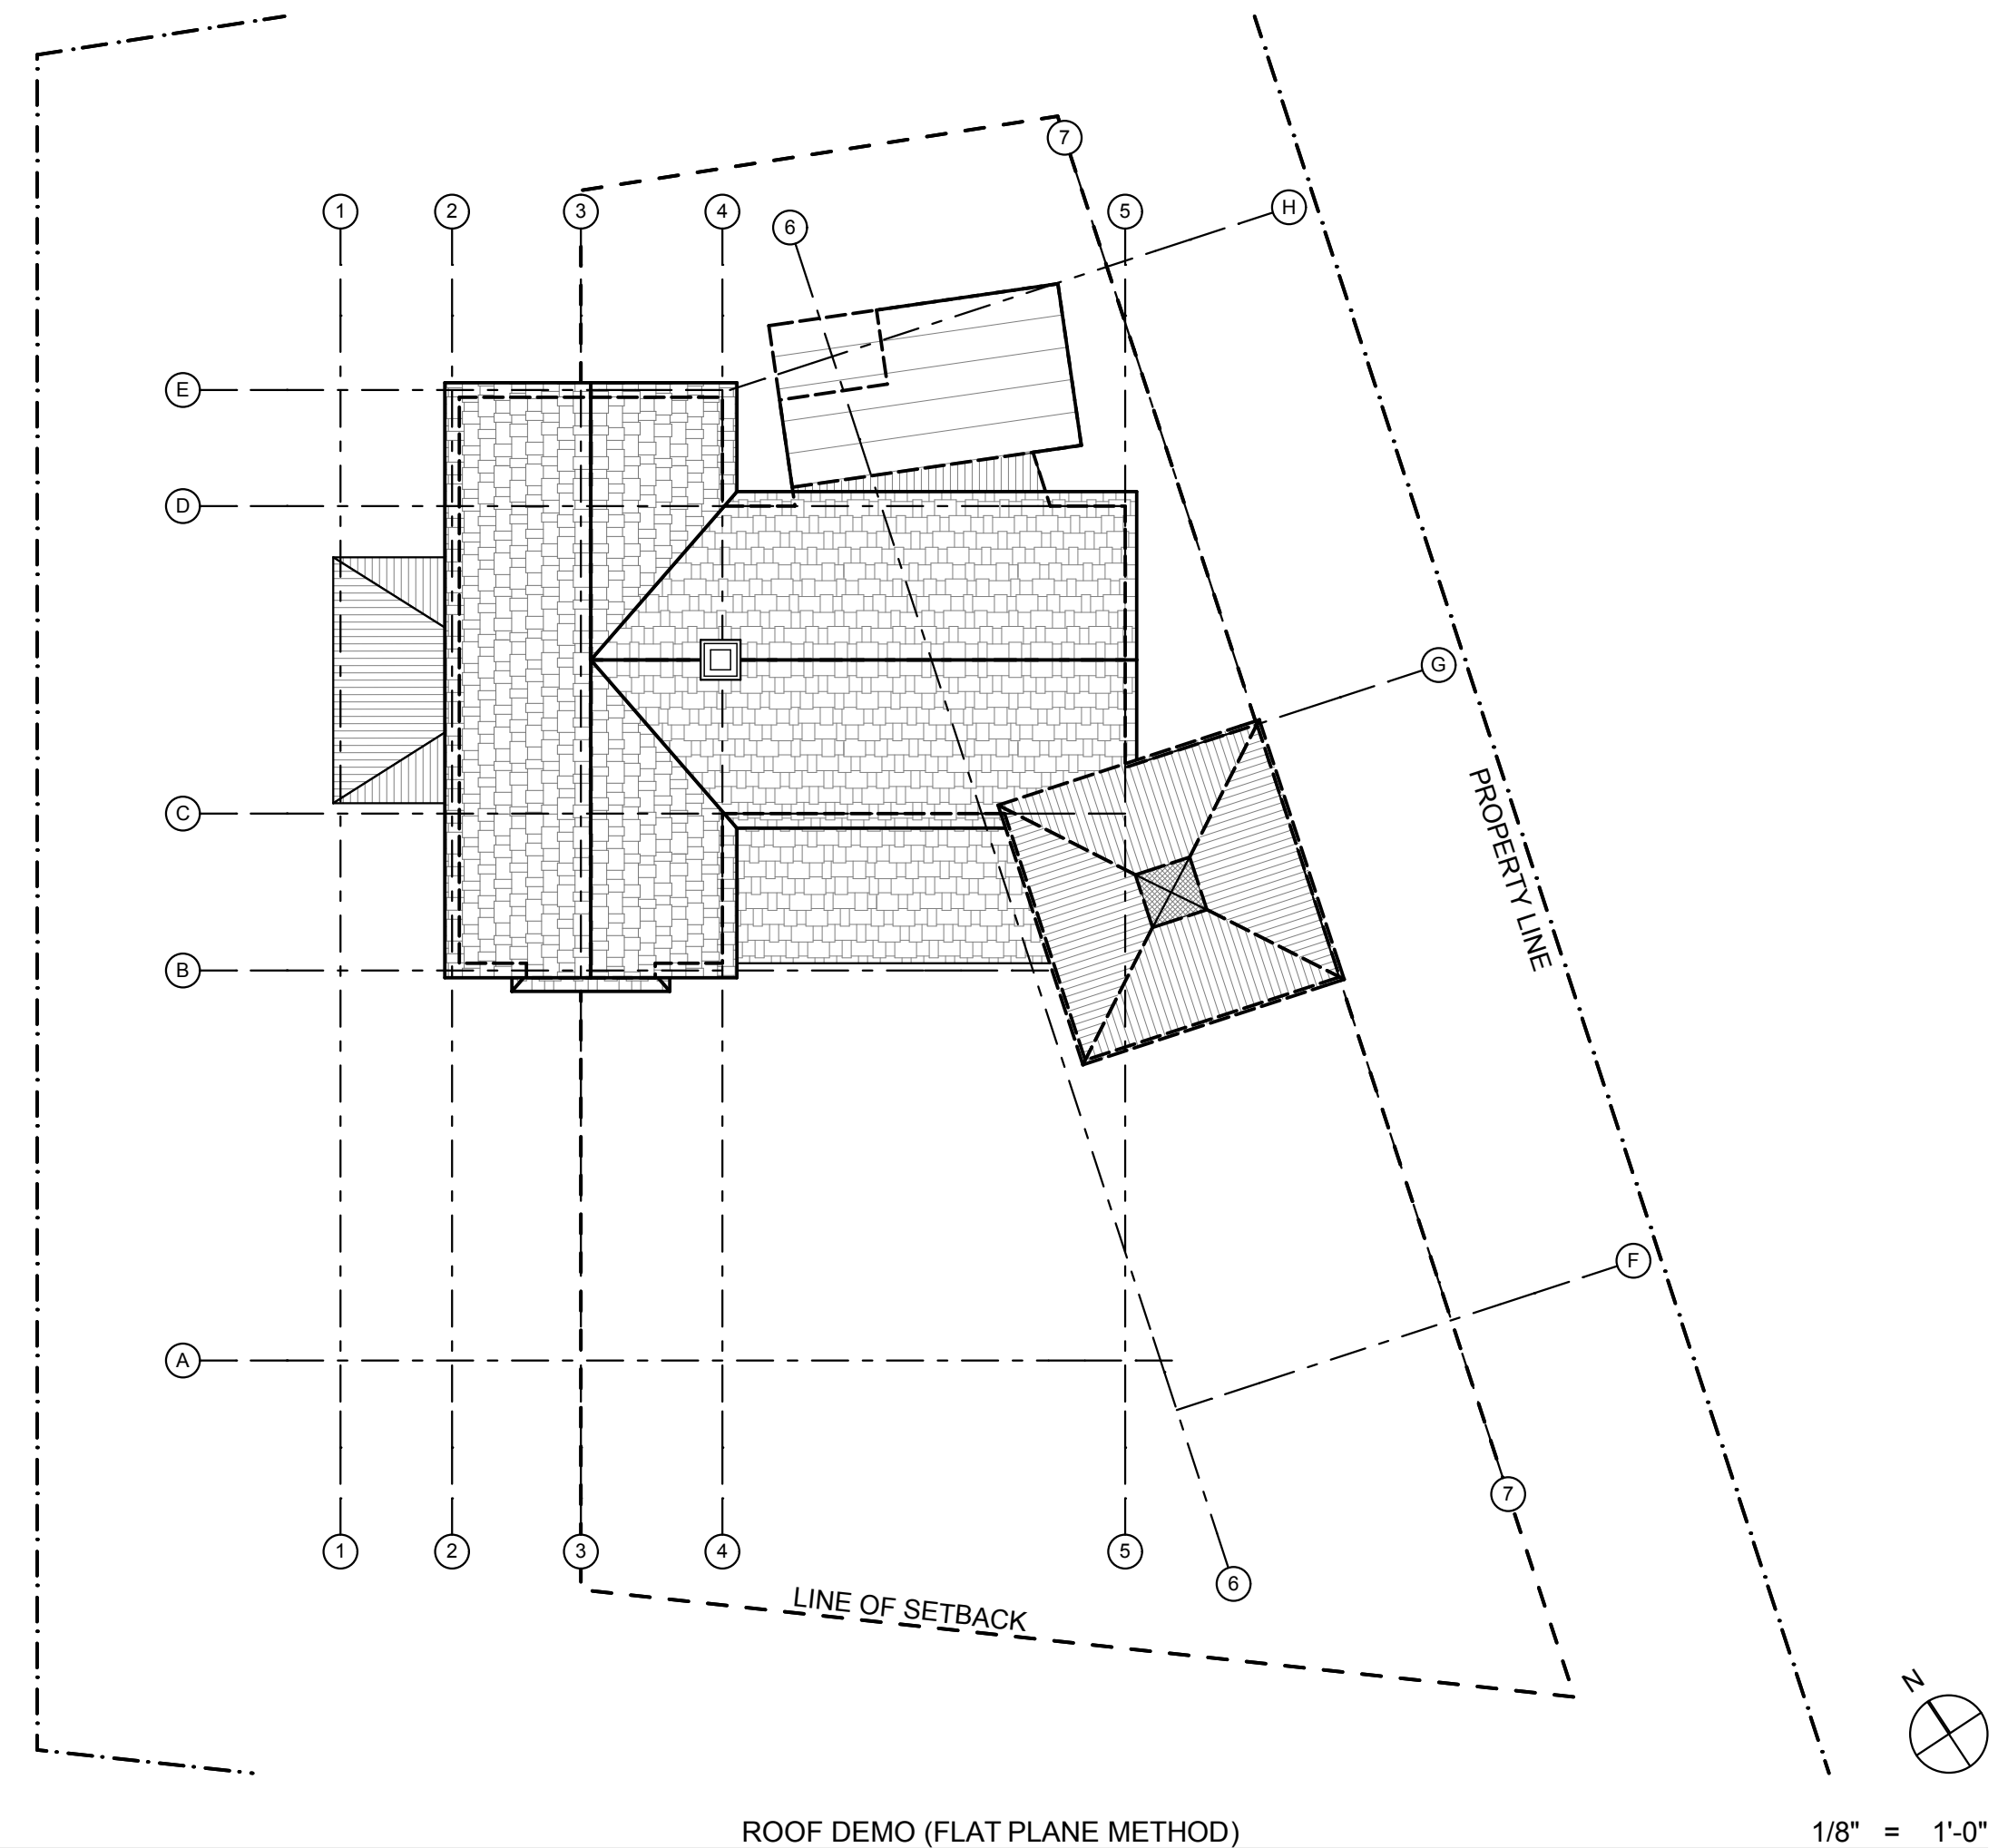 7
1
2
3
4
6
5
H
E
D
G
C
PROPERTY LINE
B
F
A
7
1
2
3
4
5
6
LINE OF SETBACK
N
ROOF DEMO (FLAT PLANE METHOD)
1/8" = 1'-0"